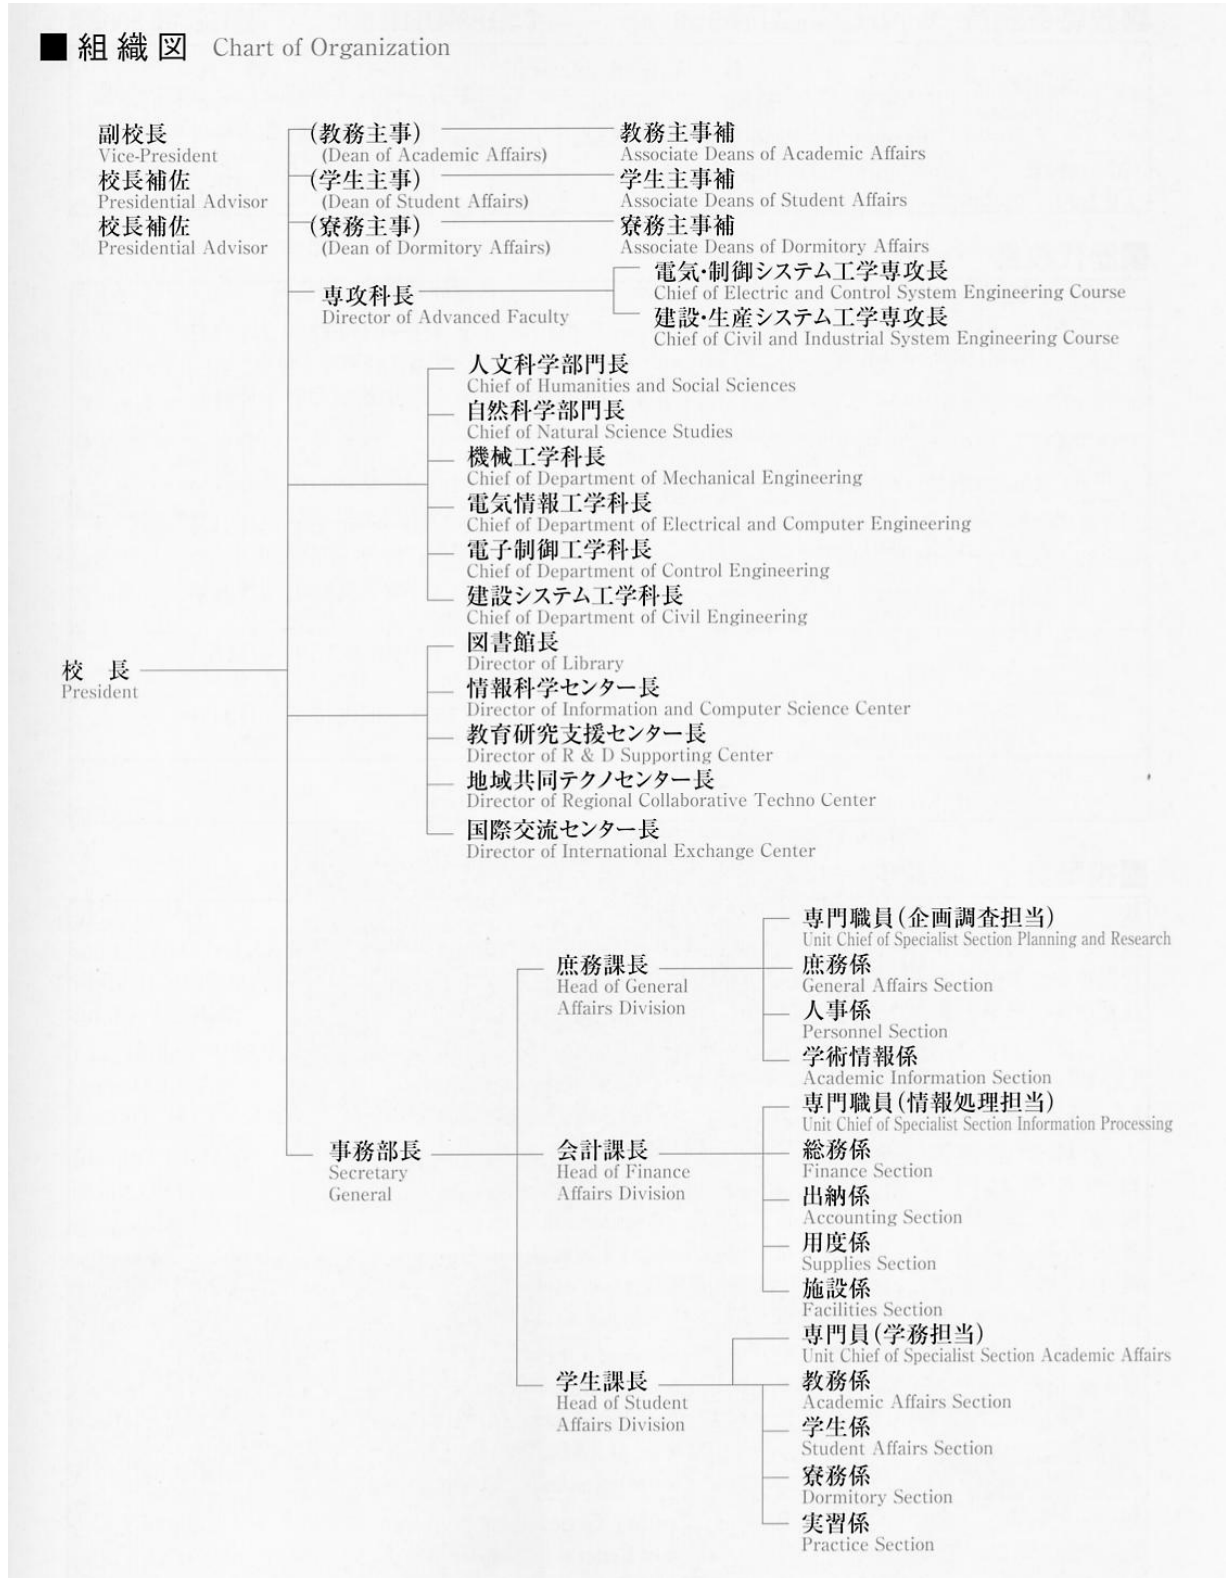 ■組織図 Chart of Organization
副校長 (教務主事) 教務主事補
Vice-President (Dean of Academic Affairs) Associate Deans of Academic Affairs
校長補佐 (学生主事) 学生主事補
Presidential Advisor (Dean of Student Affairs) Associate Deans of Student Affairs
校長補佐 (寮務主事) 寮務主事補
Presidential Advisor (Dean of Dormitory Affairs) Associate Deans of Dormitory Affairs
電気・制御システム工学専攻長
Chief of Electric and Control System Engineering Course
専攻科長
Director of Advanced Faculty
建設・生産システム工学専攻長
Chief of Civil and Industrial System Engineering Course
人文科学部門長
Chief of Humanities and Social Sciences
自然科学部門長
Chief of Natural Science Studies
機械工学科長
Chief of Department of Mechanical Engineering
電気情報工学科長
Chief of Department of Electrical and Computer Engineering
電子制御工学科長
Chief of Department of Control Engineering
建設システム工学科長
Chief of Department of Civil Engineering
図書館長
Director of Library
校 長
President
情報科学センター長
Director of Information and Computer Science Center
教育研究支援センター長
Director of R & D Supporting Center
地域共同テクノセンター長
Director of Regional Collaborative Techno Center
国際交流センター長
Director of International Exchange Center
専門職員(企画調査担当)
Unit Chief of Specialist Section Planning and Research
庶務課長
Head of General
Affairs Division
庶務係
General Affairs Section
人事係
Personnel Section
学術情報係
Academic Information Section
専門職員(情報処理担当)
Unit Chief of Specialist Section Information Processing
事務部長
Secretary
General
会計課長
Head of Finance
Affairs Division
総務係
Finance Section
出納係
Accounting Section
用度係
Supplies Section
施設係
Facilities Section
専門員(学務担当)
Unit Chief of Specialist Section Academic Affairs
学生課長
Head of Student
Affairs Division
教務係
Academic Affairs Section
学生係
Student Affairs Section
寮務係
Dormitory Section
実習係
Practice Section